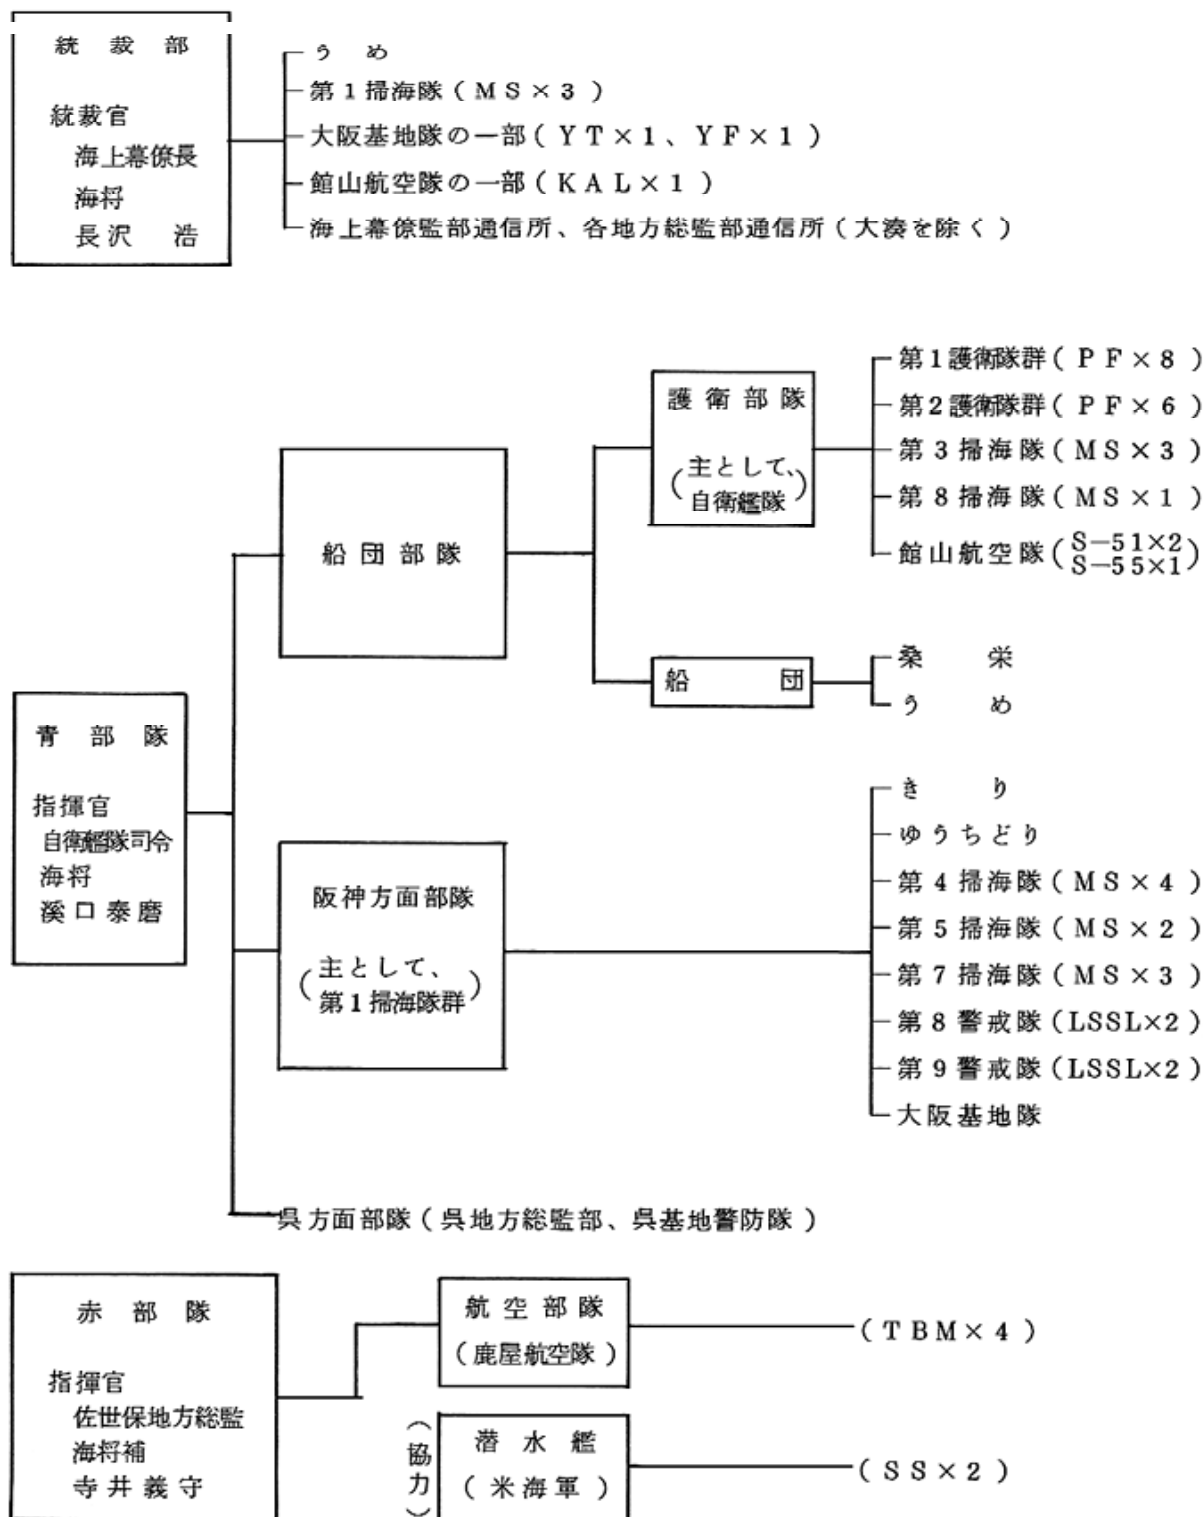 統裁部
統裁官
海上幕僚長
海将
長沢 浩
うめ
第1掃海隊(MS×3)
大阪基地隊の一部(YT×1、YF×1)
館山航空隊の一部(KAL×1)
海上幕僚監部通信所、各地方総監部通信所(大湊を除く)
青部隊
指揮官
自衛艦隊司令
海将
溪口泰麿
船団部隊
護衛部隊
(主として、
自衛艦隊)
第1護衛隊群(PF×8)
第2護衛隊群(PF×6)
第3掃海隊(MS×3)
第8掃海隊(MS×1)
館山航空隊(S-51×2
S-55×1)
船団
桑栄
うめ
阪神方面部隊
(主として、
第1掃海隊群)
きり
ゆうちどり
第4掃海隊(MS×4)
第5掃海隊(MS×2)
第7掃海隊(MS×3)
第8警戒隊(LSSL×2)
第9警戒隊(LSSL×2)
大阪基地隊
呉方面部隊(呉地方総監部、呉基地警防隊)
赤部隊
指揮官
佐世保地方総監
海将補
寺井義守
航空部隊
(鹿屋航空隊)
(TBM×4)
(協力)
潜水艦
(米海軍)
(SS×2)